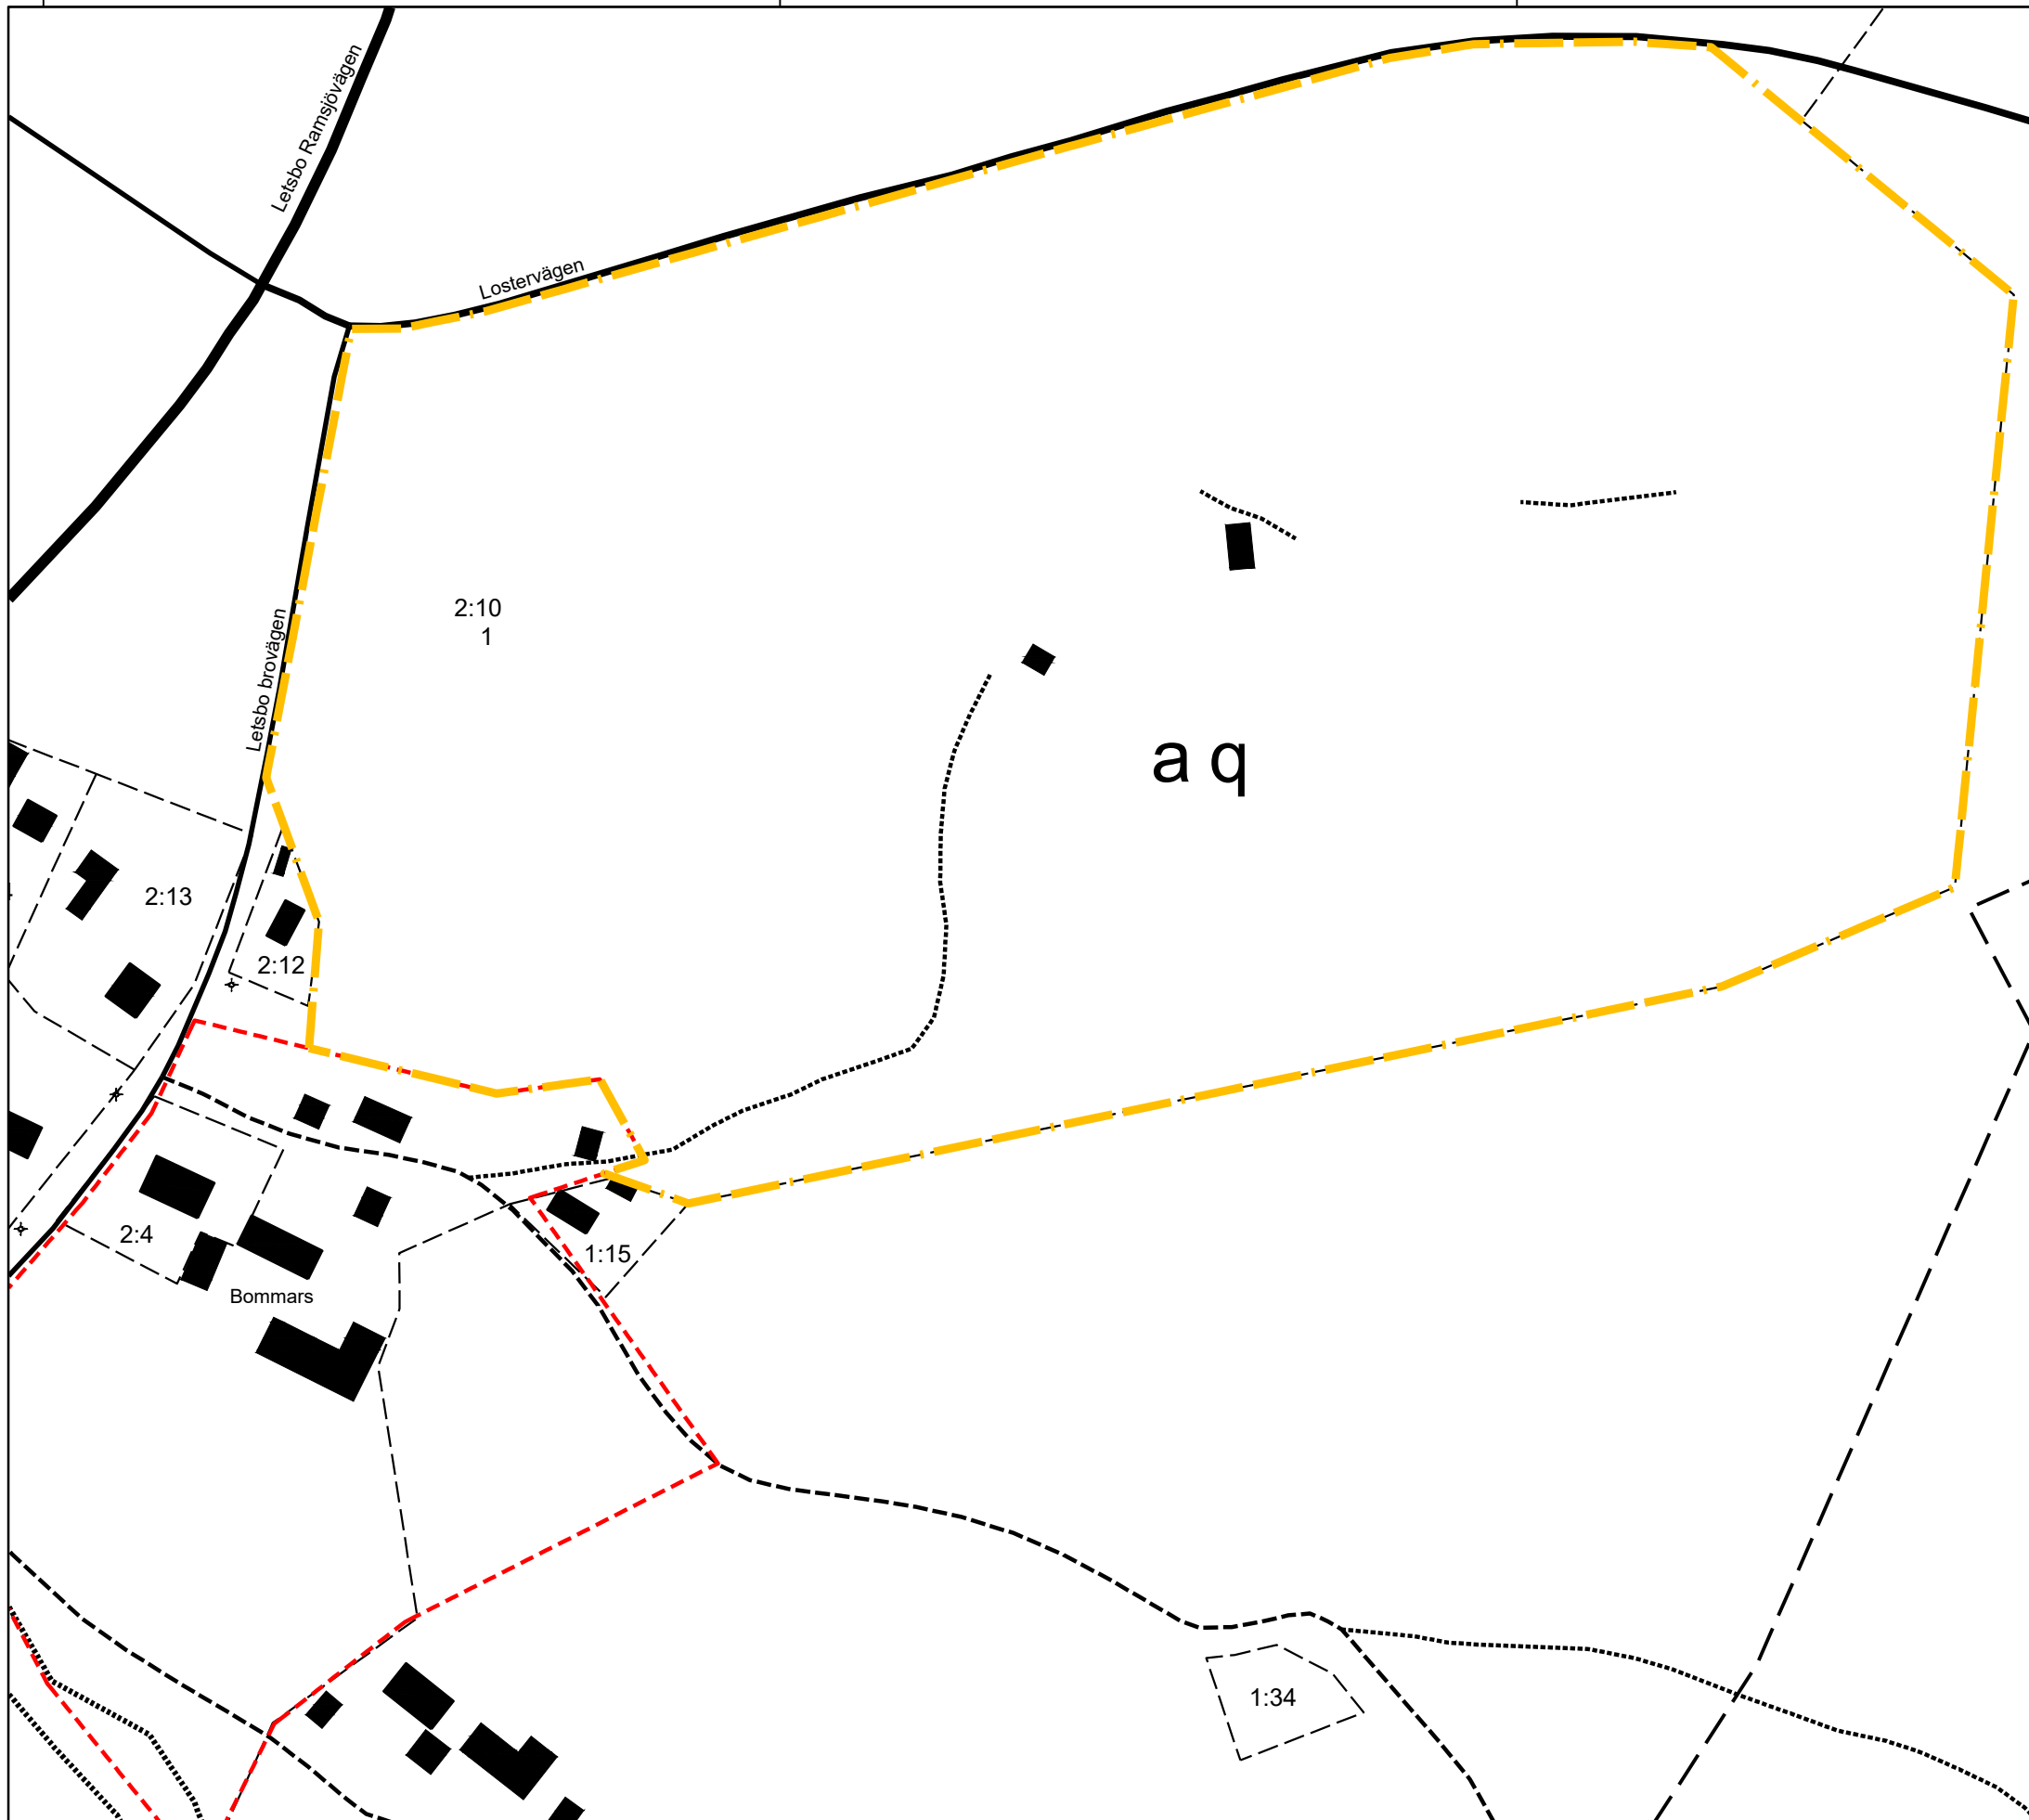 Letsbo Ramsjövägen
Lostervägen
2:10
1
Letsbo brovägen
a q
2:13
2:12
2:4
1:15
Bommars
1:34